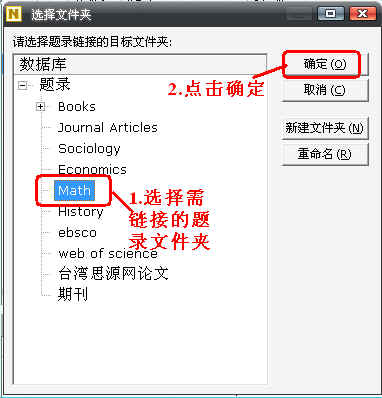 N 选择文件夹
请选择题录链接的目标文件夹:
数据库
题录
Books
Journal Articles
Sociology
Economics
Math
History
ebsco
web of science
台湾思源网论文
期刊
确定(O)
取消(C)
新建文件夹(N)
重命名(R)
2.点击确定
1.选择需
链接的题
录文件夹